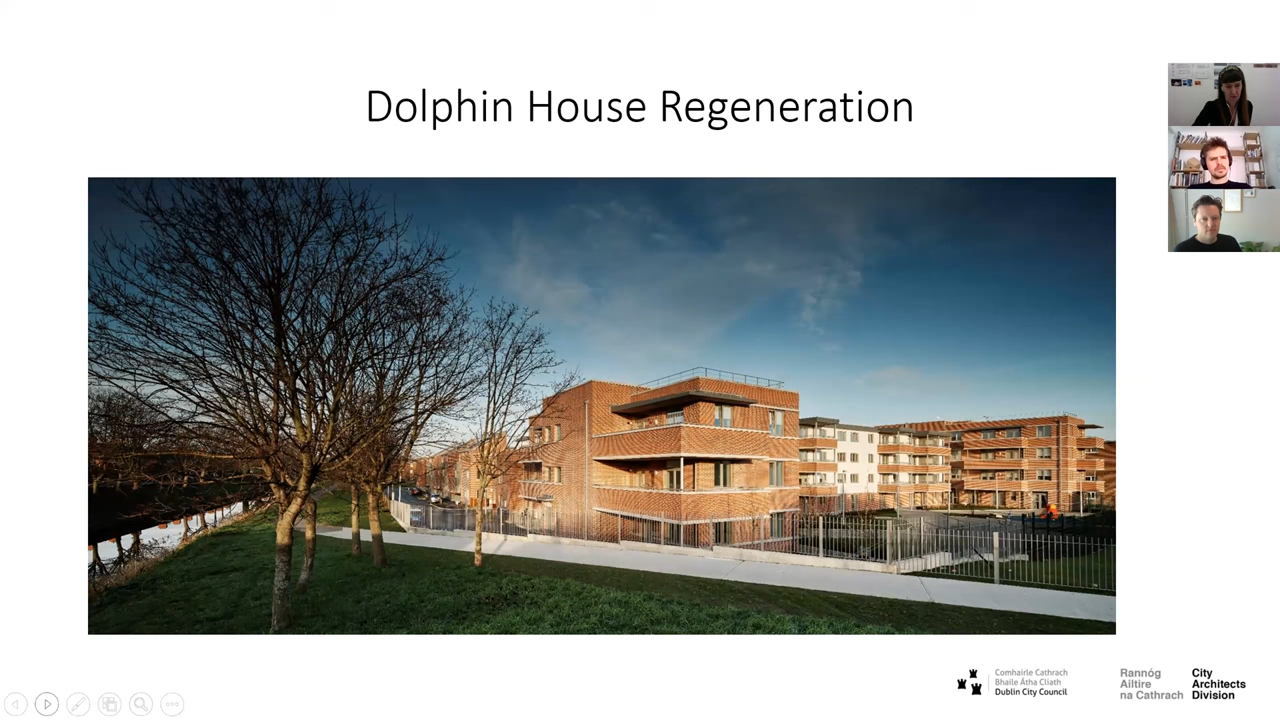 Dolphin House Regeneration
Comhairle Cathrach
Bhaile Átha Cliath
Dublin City Council
Rannóg
Ailtire
na Cathrach
City
Architects
Division